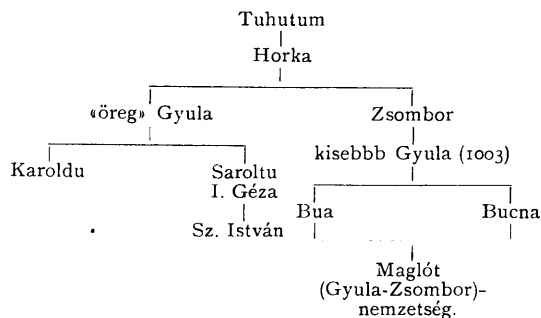 Tuhutum
Horka
«öreg» Gyula
Zsombor
Karoldu
Saroltu
I. Géza
Sz. István
kisebbb Gyula (1003)
Bua
Bucna
Maglót
(Gyula-Zsombor)-
nemzetség.